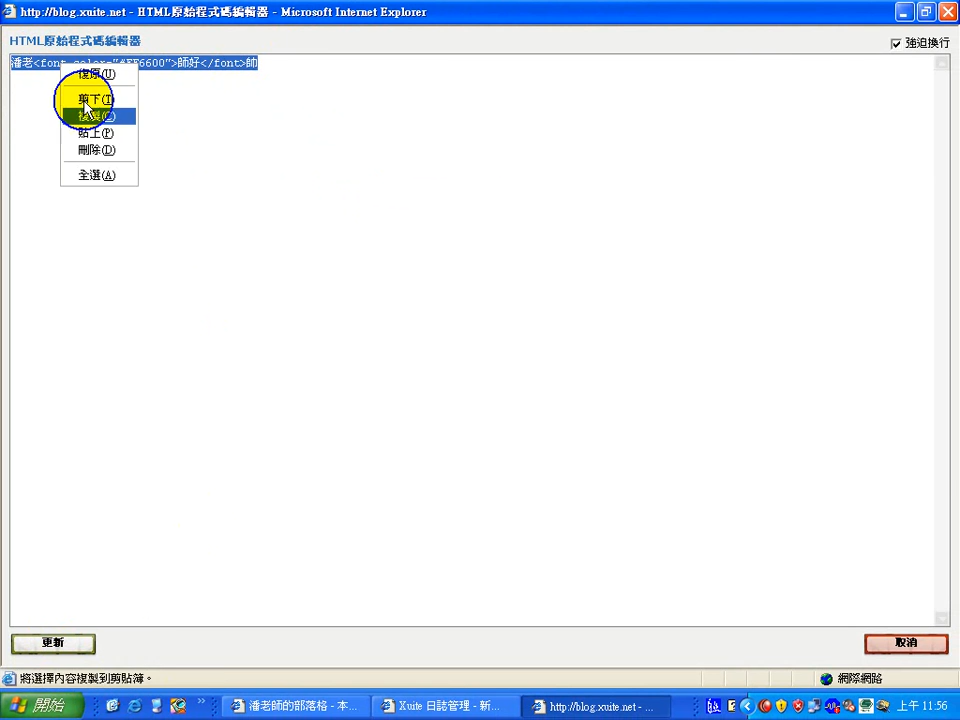 http://blog.xuite.net - HTML原始程式碼編輯器 - Microsoft Internet Explorer
HTML原始程式碼編輯器
強迫換行
潘老<font color="#FF6600">師好</font>帥
復原(U)
剪下(T)
複製(C)
貼上(P)
刪除(D)
全選(A)
更新
取消
將選擇內容複製到剪貼簿。
網際網路
開始
潘老師的部落格 - 本...
Xuite 日誌管理 - 新...
http://blog.xuite.net - ...
上午 11:56